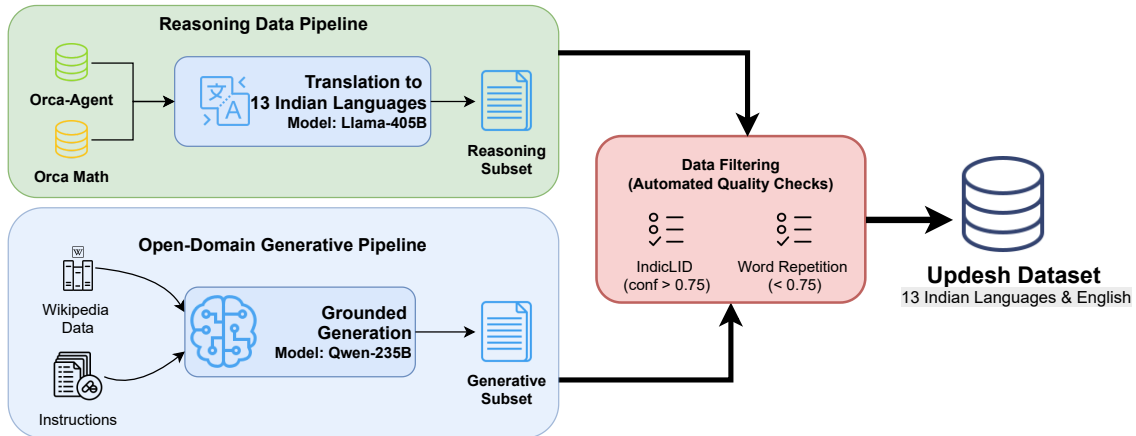 Reasoning Data Pipeline
Orca-Agent
Orca Math
文
A
Translation to
13 Indian Languages
Model: Llama-405B
Reasoning
Subset
Open-Domain Generative Pipeline
W
Wikipedia
Data
Instructions
Grounded
Generation
Model: Qwen-235B
Generative
Subset
Data Filtering
(Automated Quality Checks)
IndicLID
(conf > 0.75)
Word Repetition
(< 0.75)
Updesh Dataset
13 Indian Languages & English